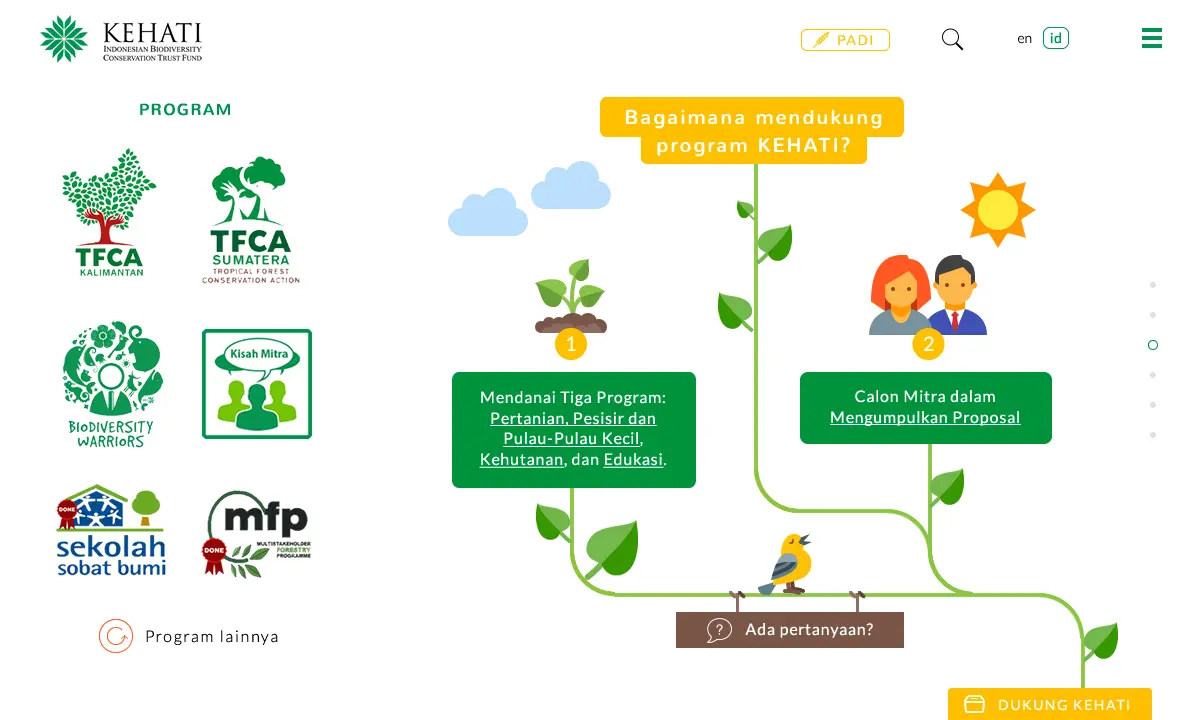 KEHATI
INDONESIAN BIODIVERSITY
CONSERVATION TRUST FUND
PADI
en
id
PROGRAM
TFCA
KALIMANTAN
TFCA
SUMATERA
TROPICAL FOREST
CONSERVATION ACTION
BIODIVERSITY
WARRIORS
Kisah Mitra
DONE
sekolah
sobat bumi
mfp
MULTISTAKEHOLDER
FORESTRY
PROGRAMME
DONE
Program lainnya
Bagaimana mendukung
program KEHATI?
1
Mendanai Tiga Program:
Pertanian, Pesisir dan
Pulau-Pulau Kecil,
Kehutanan, dan Edukasi.
2
Calon Mitra dalam
Mengumpulkan Proposal
?
Ada pertanyaan?
DUKUNG KEHATI